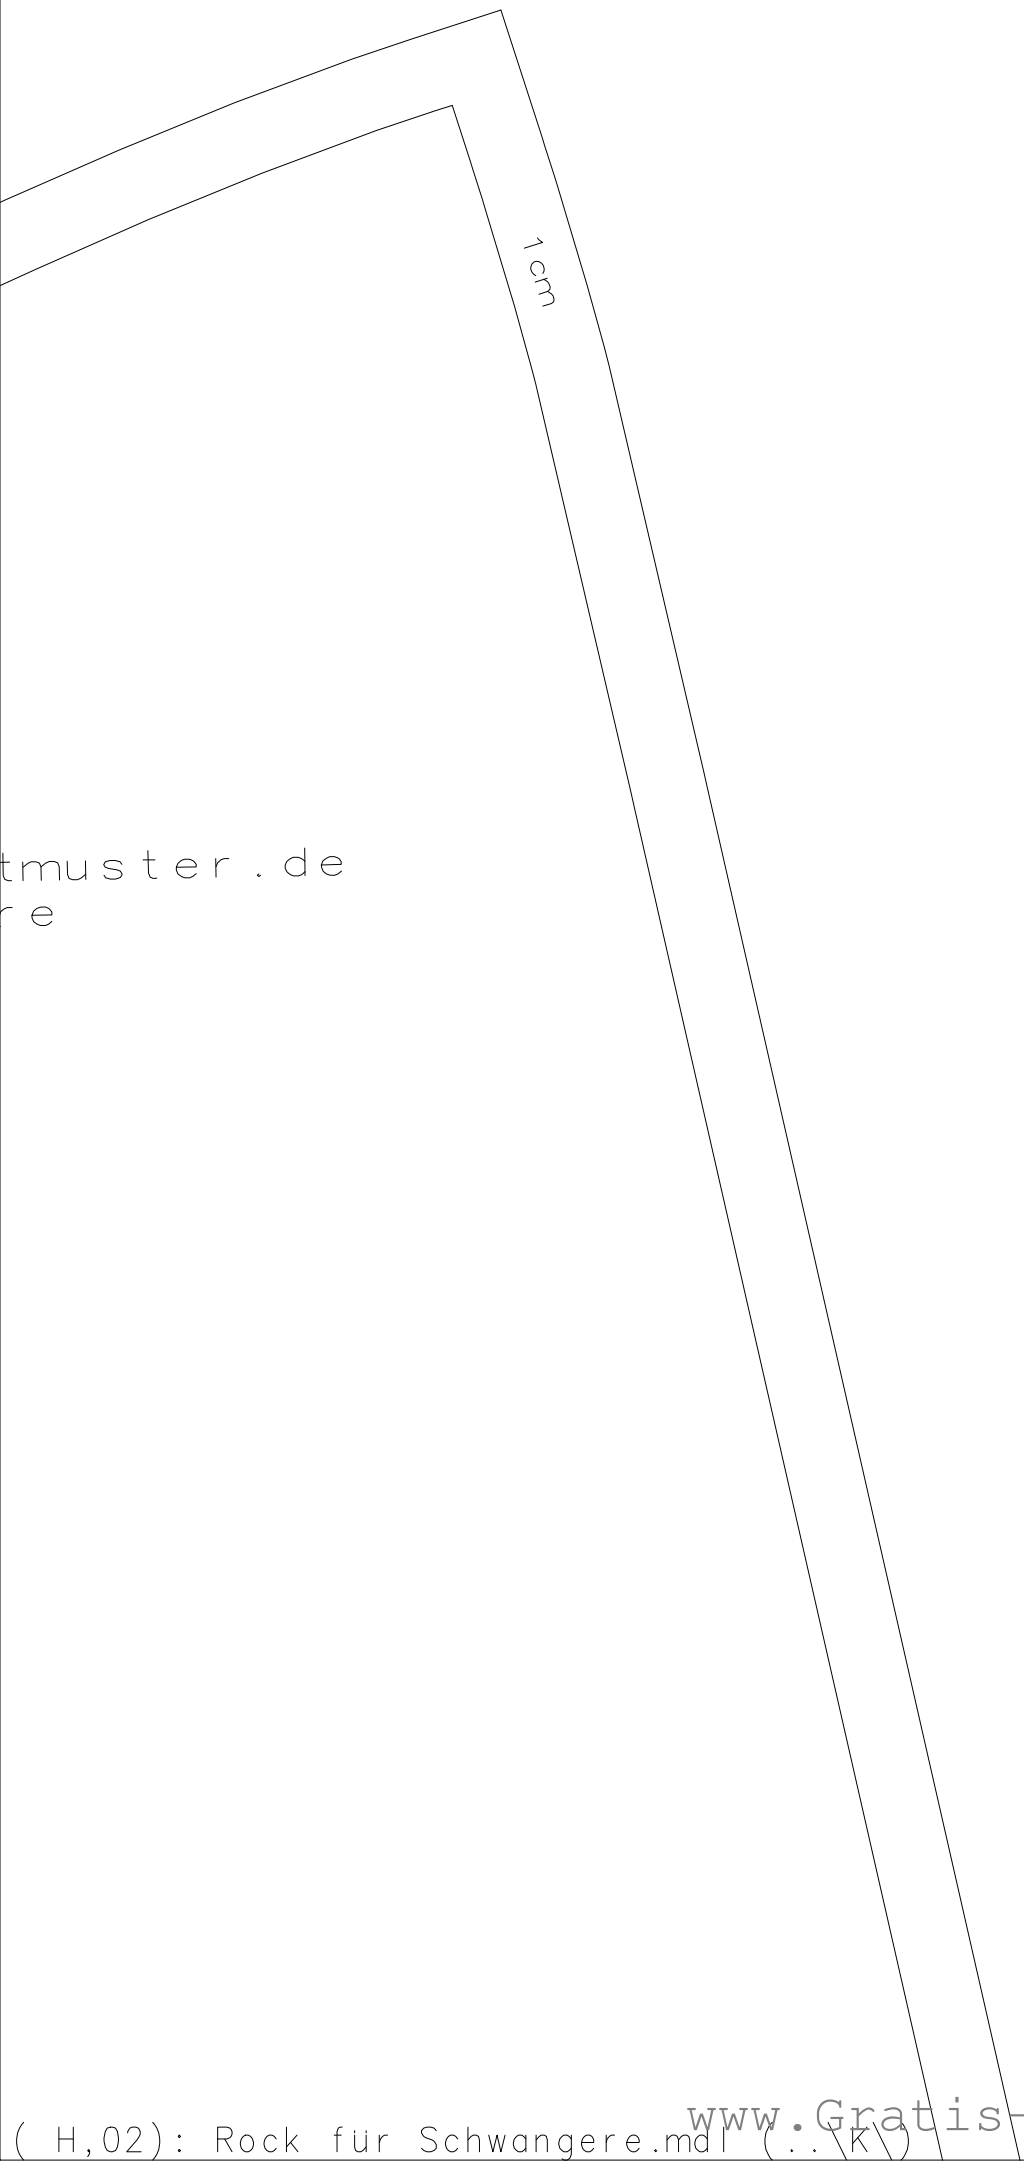 1cm
tmuster.de
re
www.Gratis-
( H,02): Rock für Schwangere.mdl (..\K\)